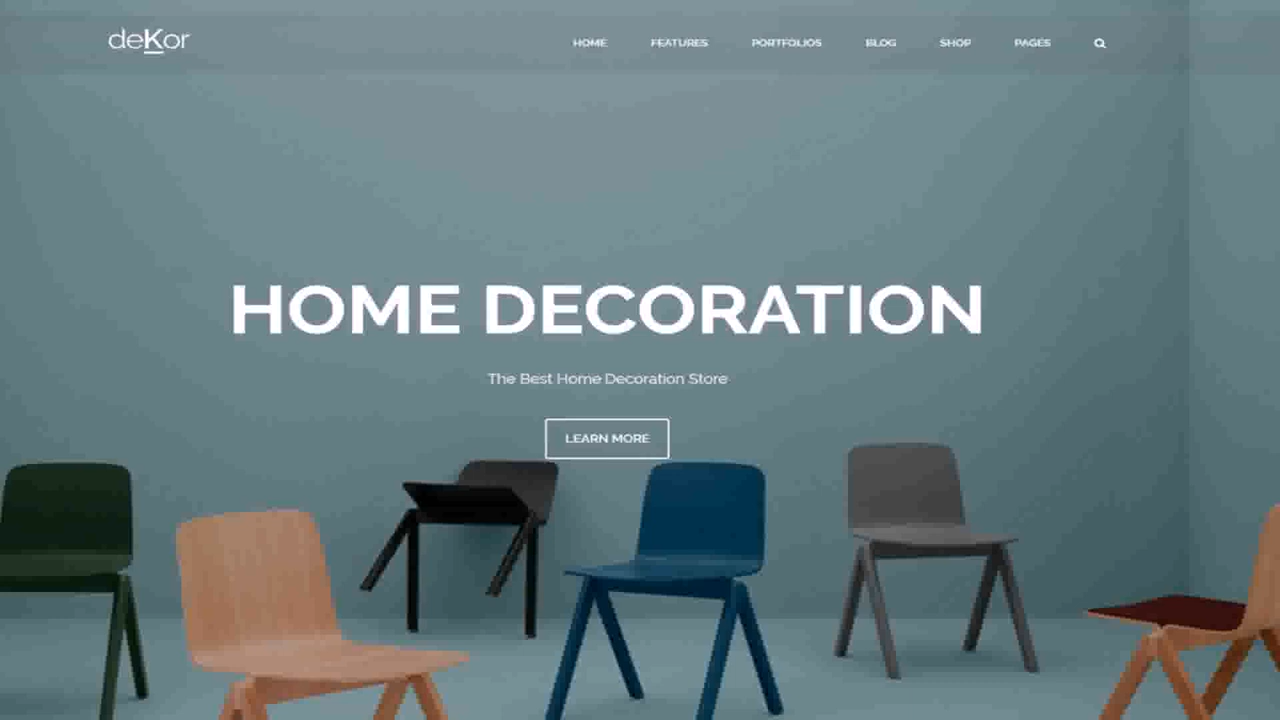 deKor
HOME FEATURES PORTFOLIOS BLOG SHOP PAGES
HOME DECORATION
The Best Home Decoration Store
LEARN MORE